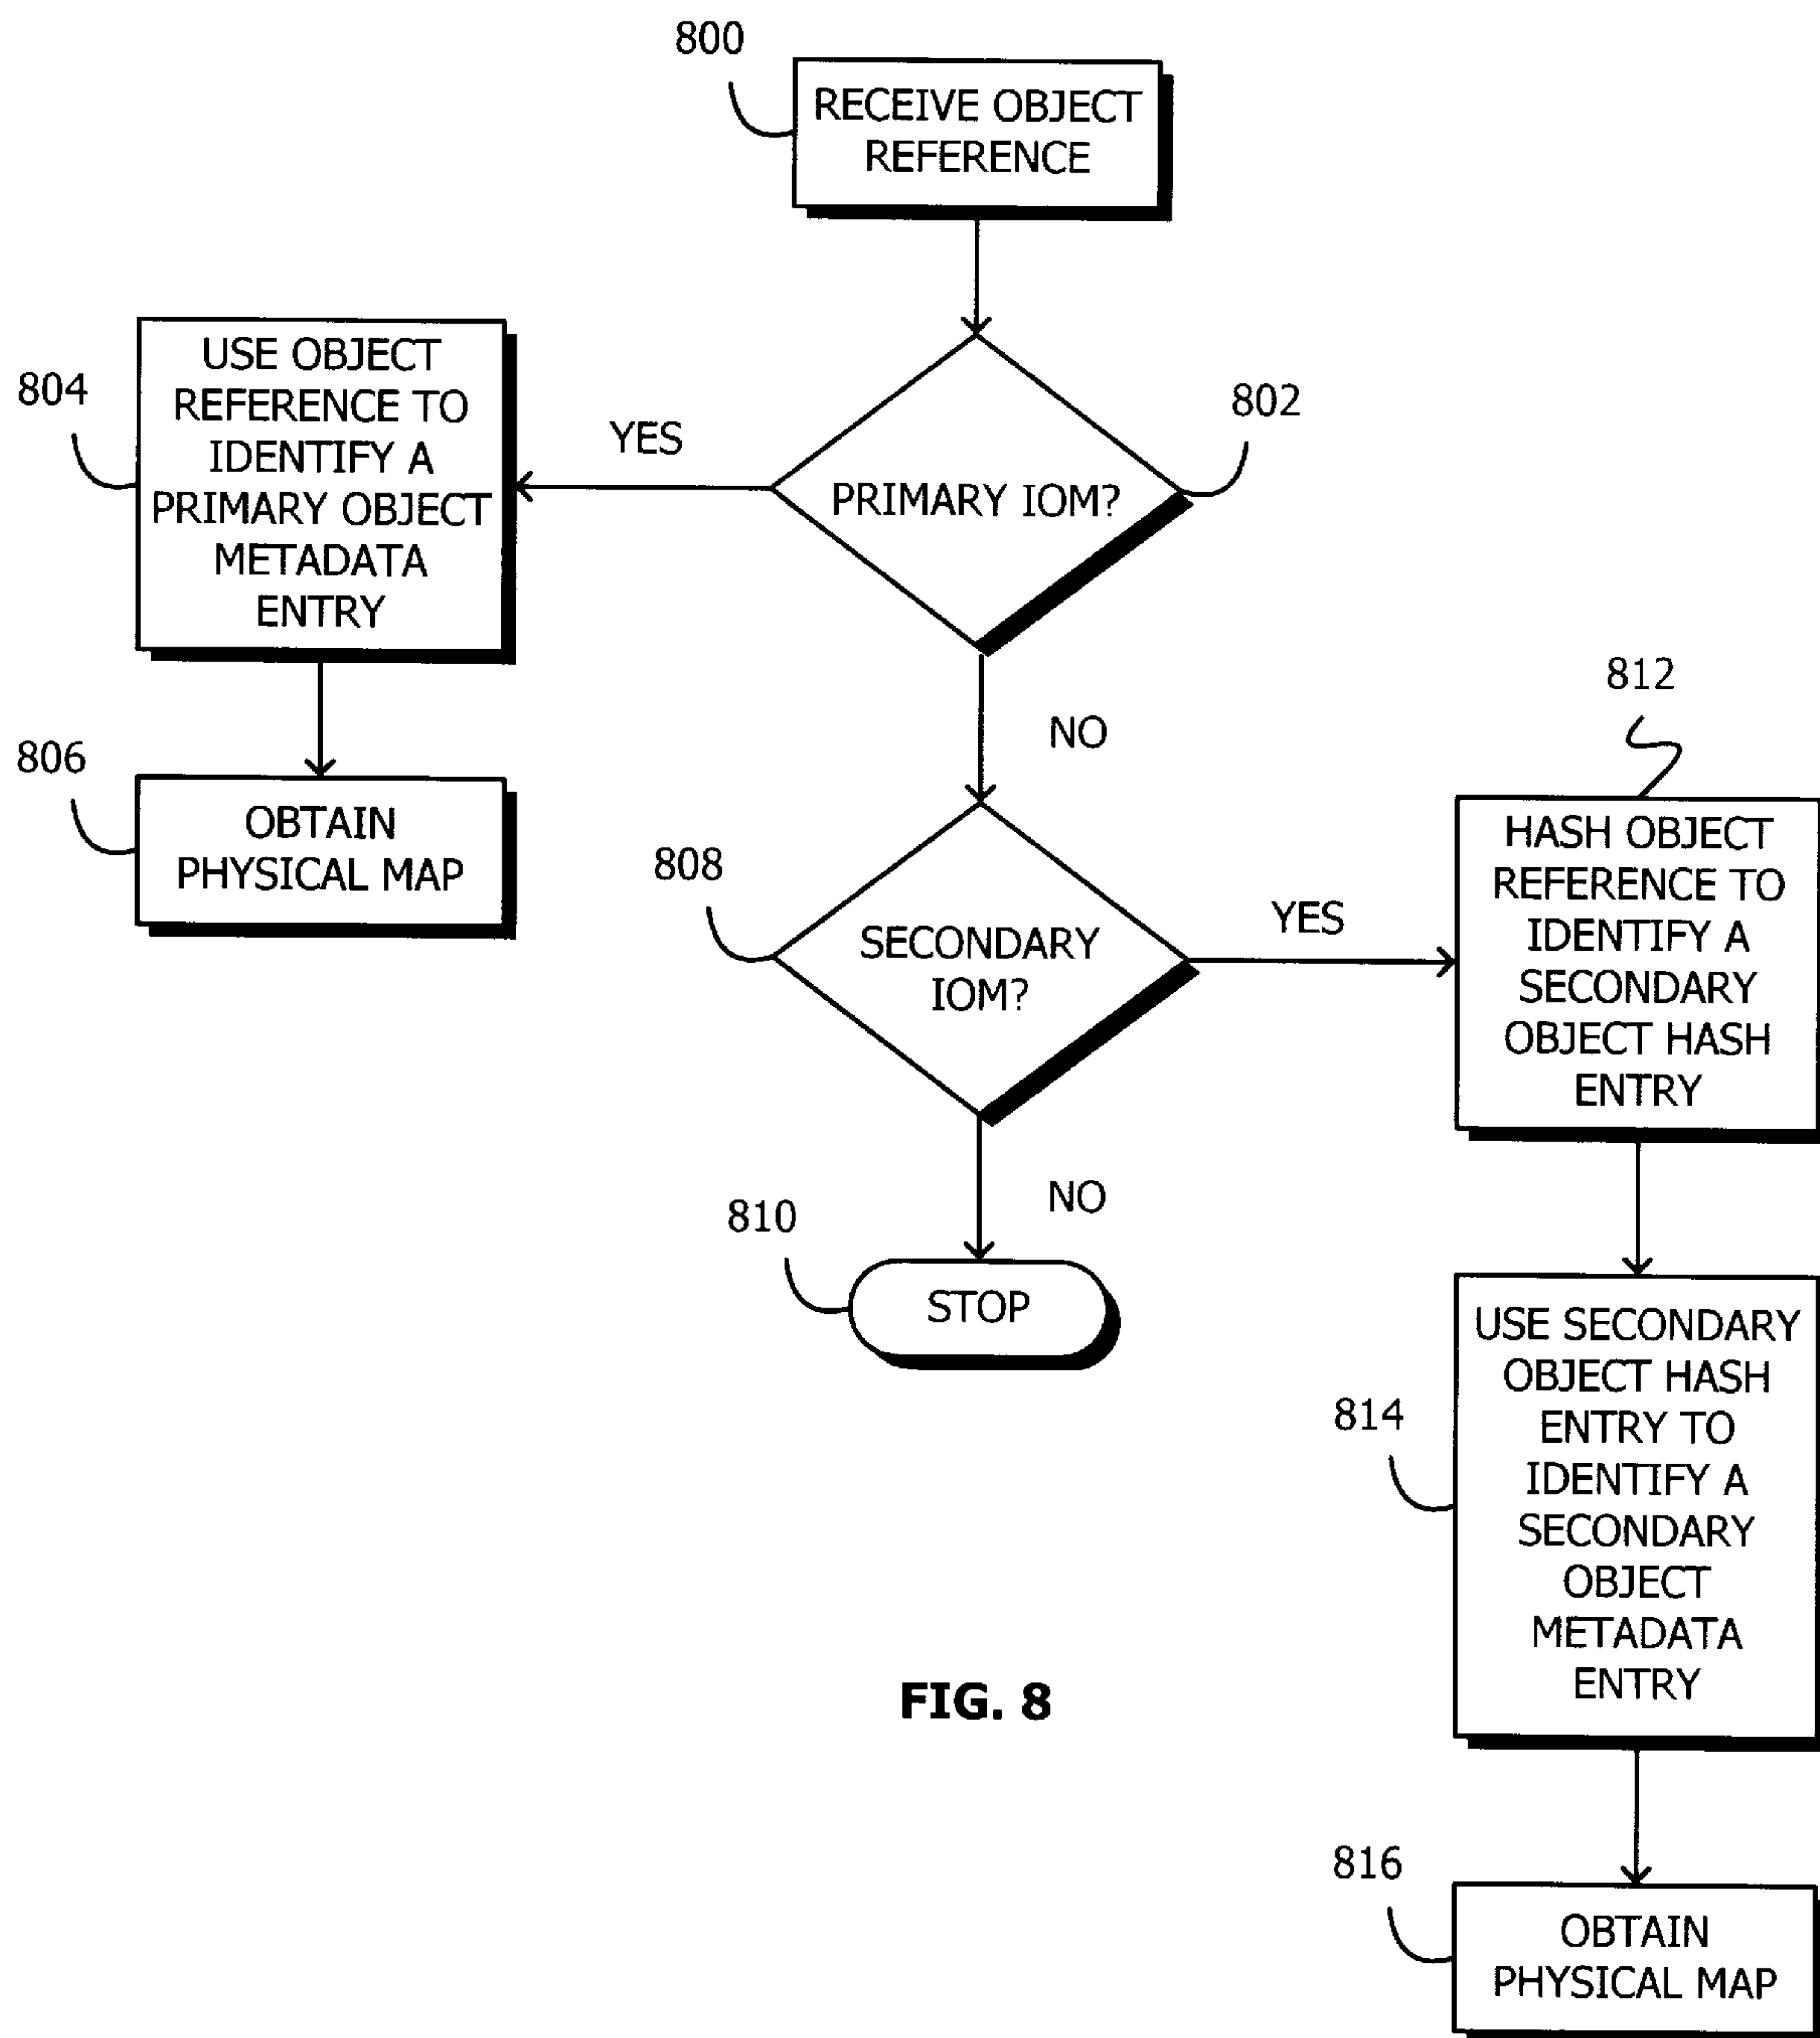 800
RECEIVE OBJECT
REFERENCE
802
PRIMARY IOM?
YES
804
USE OBJECT
REFERENCE TO
IDENTIFY A
PRIMARY OBJECT
METADATA
ENTRY
806
OBTAIN
PHYSICAL MAP
NO
808
SECONDARY
IOM?
YES
812
HASH OBJECT
REFERENCE TO
IDENTIFY A
SECONDARY
OBJECT HASH
ENTRY
NO
810
STOP
814
USE SECONDARY
OBJECT HASH
ENTRY TO
IDENTIFY A
SECONDARY
OBJECT
METADATA
ENTRY
816
OBTAIN
PHYSICAL MAP
FIG. 8